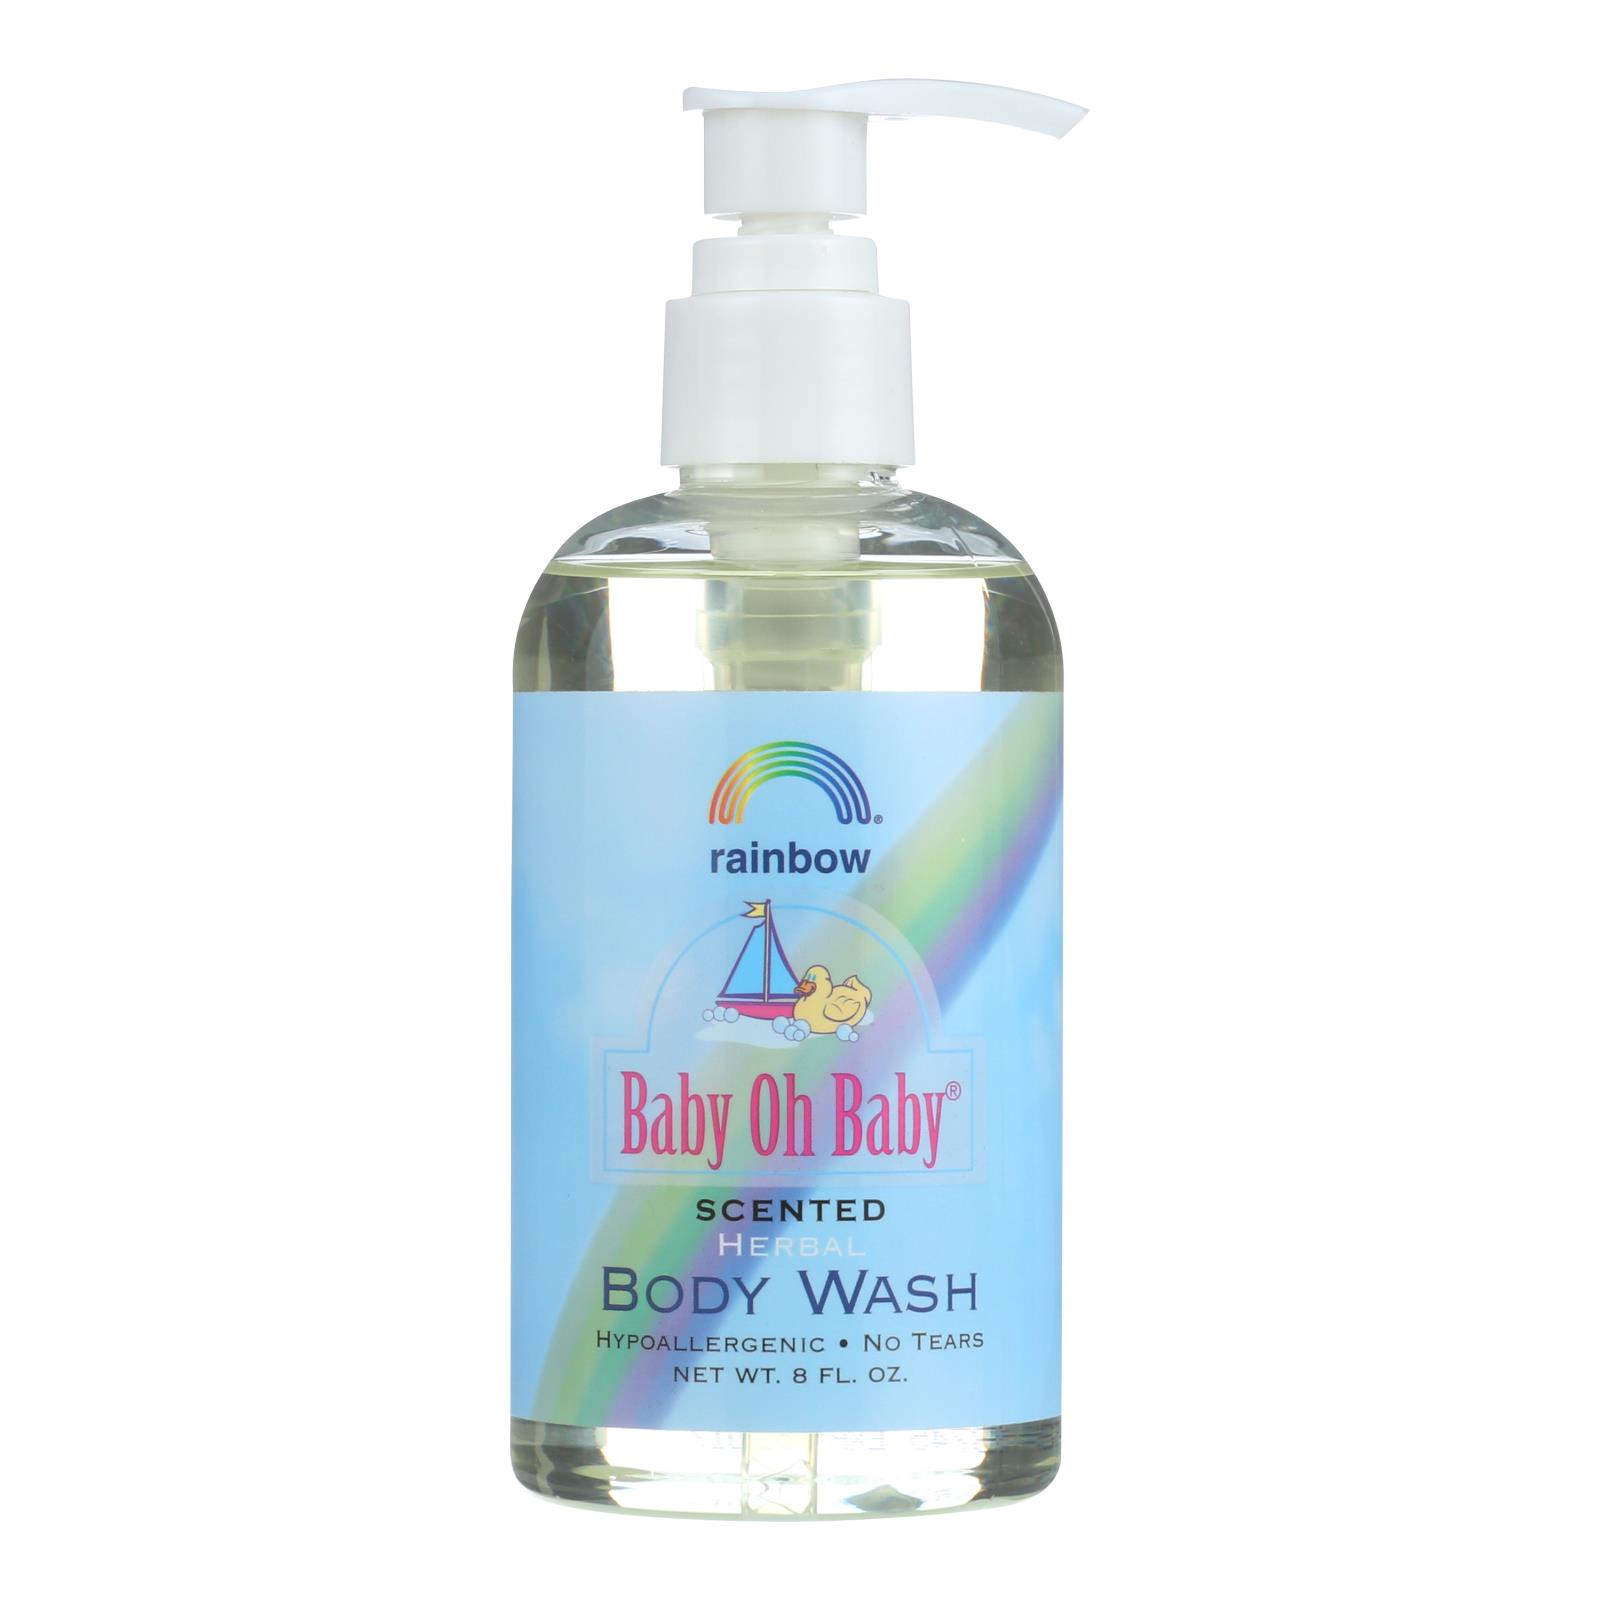 ®
rainbow
Baby Oh Baby®
SCENTED
HERBAL
BODY WASH
HYPOALLERGENIC • NO TEARS
NET WT. 8 FL. OZ.